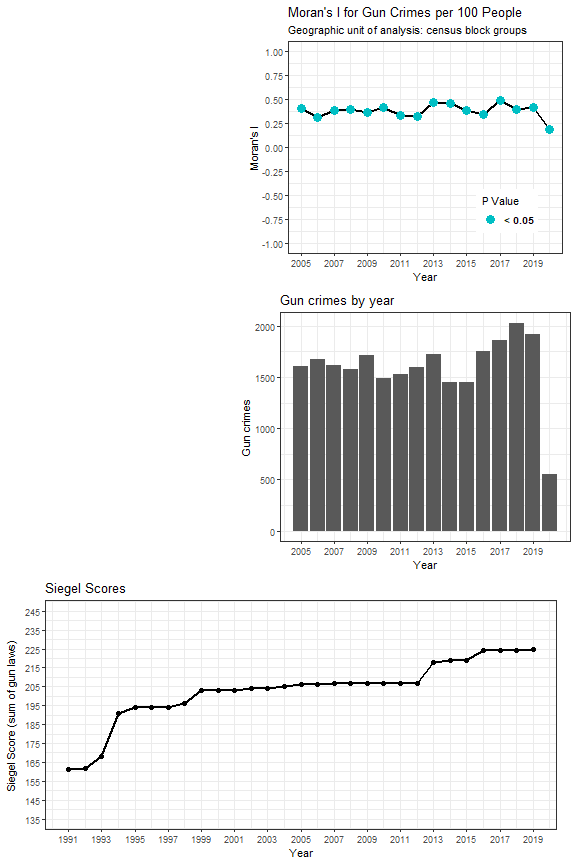 Moran's I for Gun Crimes per 100 People
Geographic unit of analysis: census block groups
Moran's I
1.00
0.75
0.50
0.25
0.00
-0.25
-0.50
-0.75
-1.00
P Value
< 0.05
2005 2007 2009 2011 2013 2015 2017 2019
Year
Gun crimes by year
Gun crimes
2000
1500
1000
500
0
2005 2007 2009 2011 2013 2015 2017 2019
Year
Siegel Scores
Siegel Score (sum of gun laws)
245
235
225
215
205
195
185
175
165
155
145
135
1991 1993 1995 1997 1999 2001 2003 2005 2007 2009 2011 2013 2015 2017 2019
Year